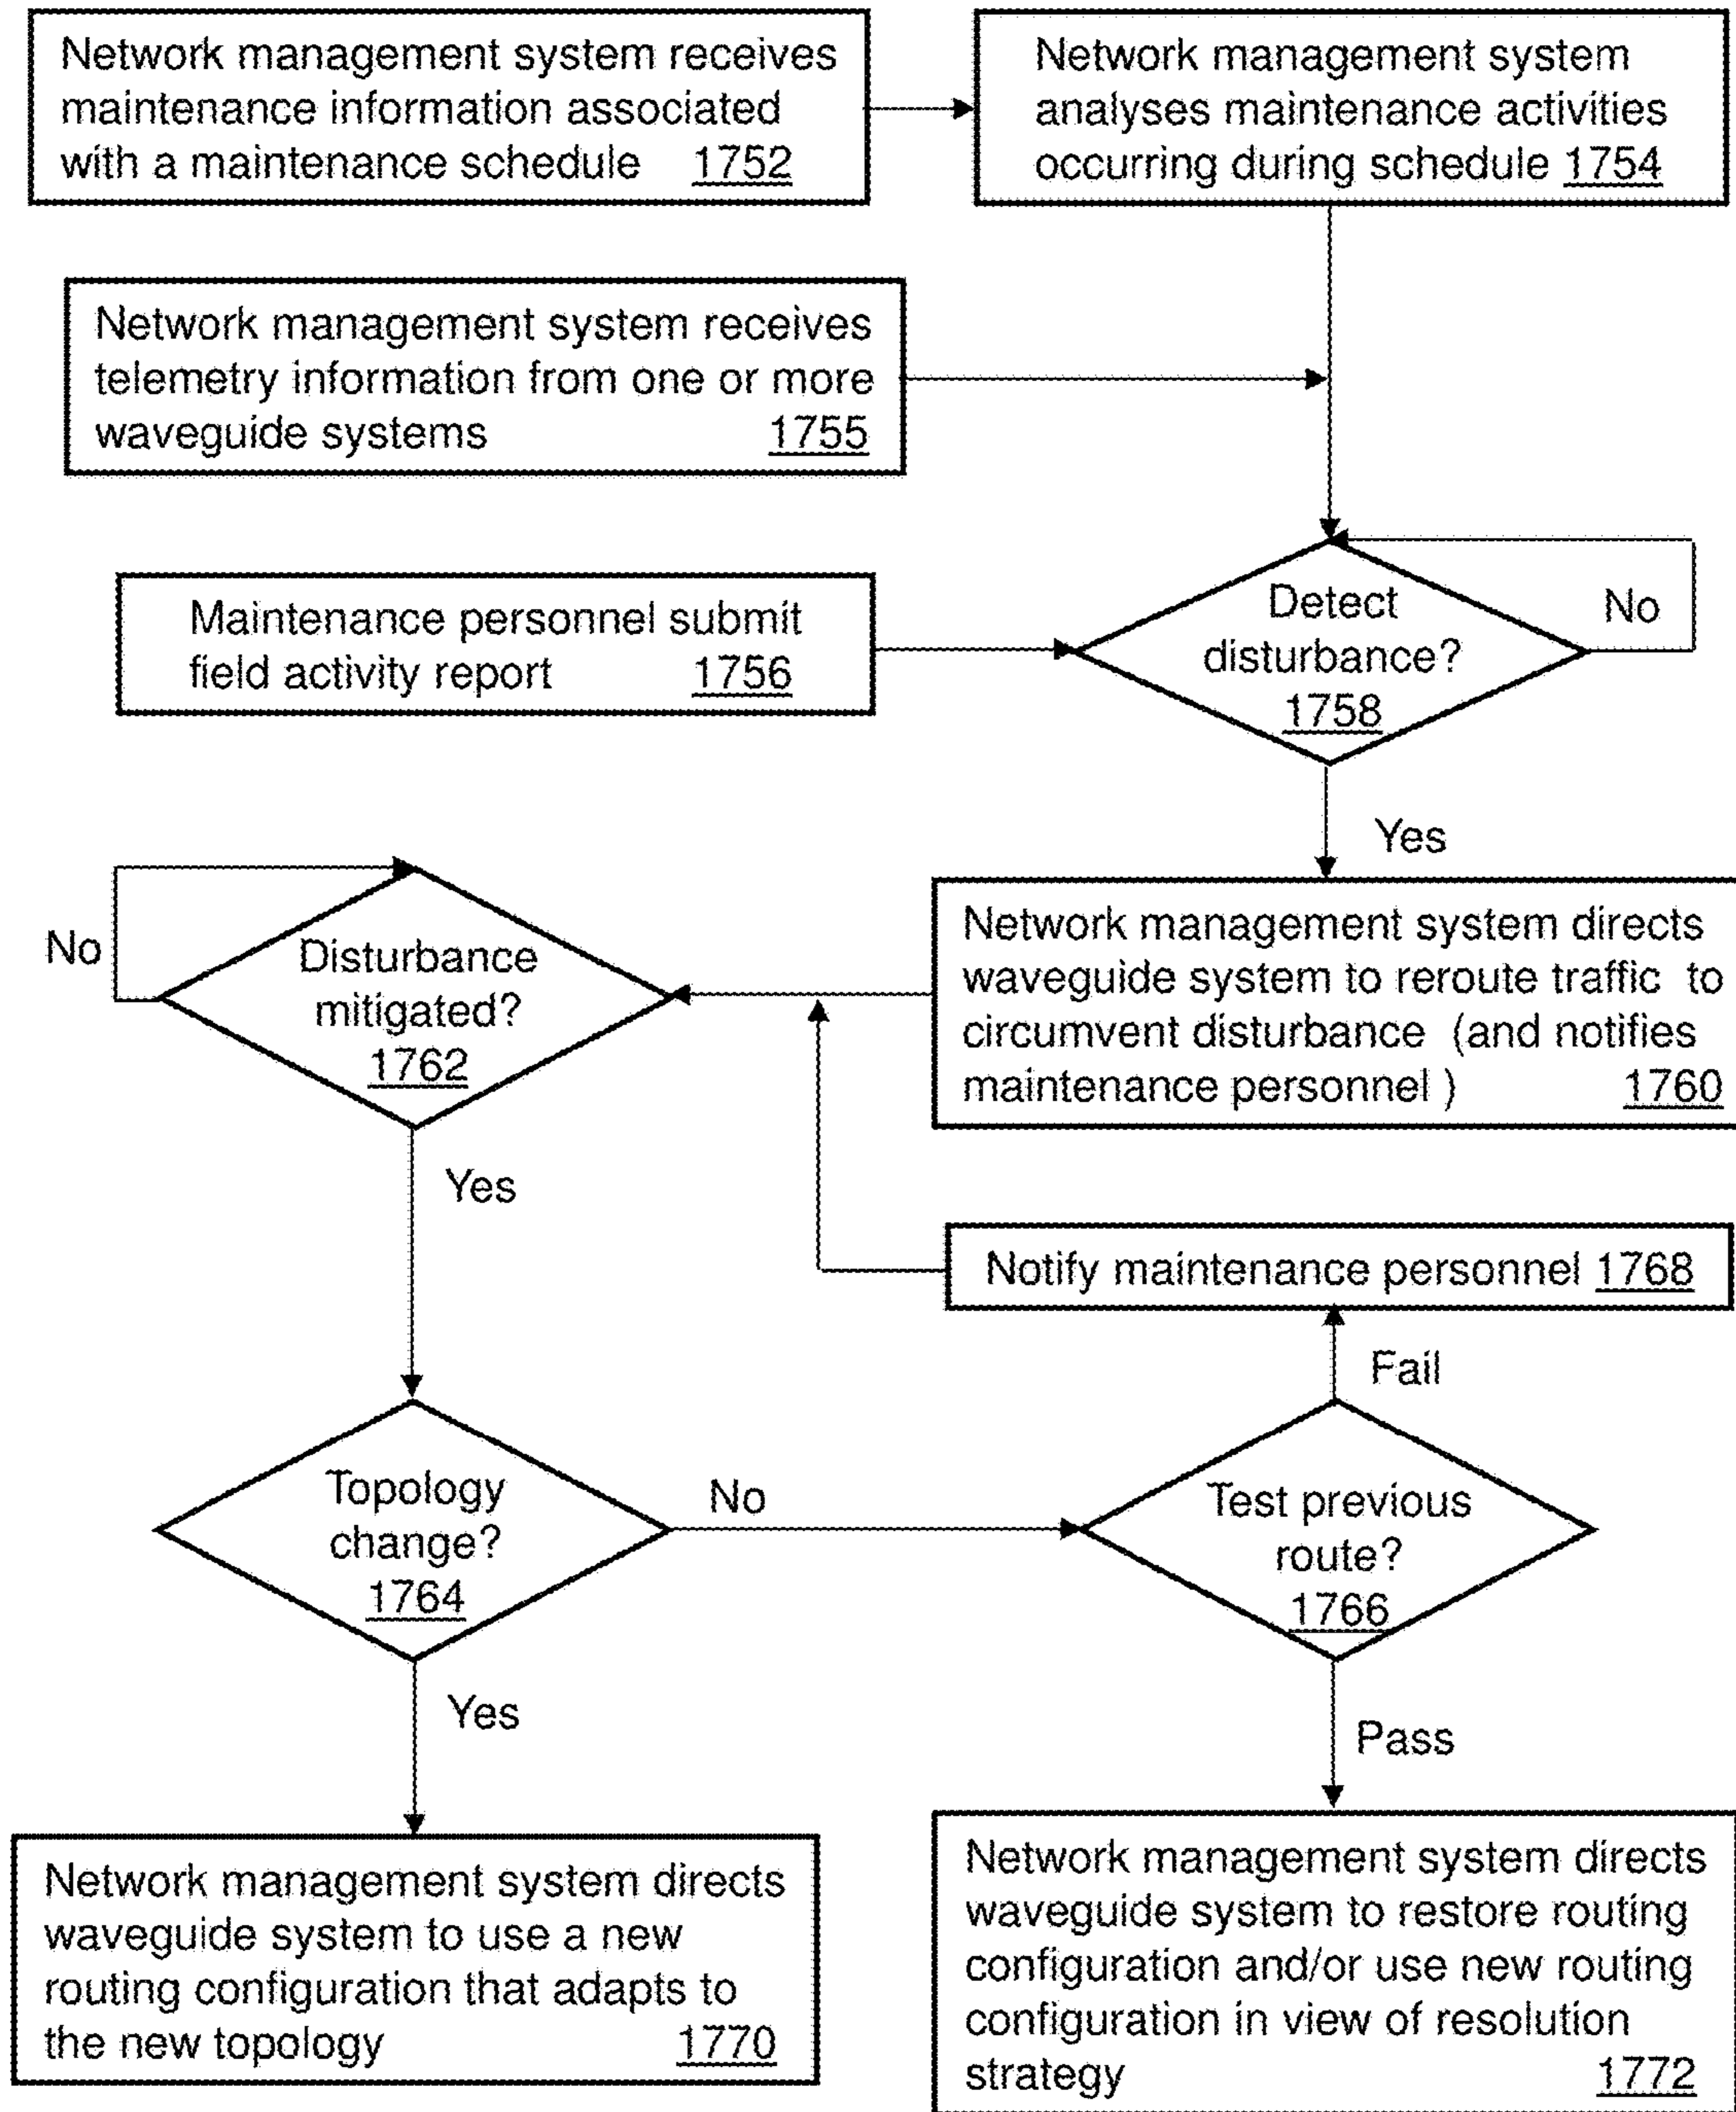 Network management system receives
maintenance information associated
with a maintenance schedule 1752
Network management system
analyses maintenance activities
occurring during schedule 1754
Network management system receives
telemetry information from one or more
waveguide systems 1755
Maintenance personnel submit
field activity report 1756
Detect
disturbance?
1758
No
Yes
Network management system directs
waveguide system to reroute traffic to
circumvent disturbance (and notifies
maintenance personnel ) 1760
No
Disturbance
mitigated?
1762
Yes
Notify maintenance personnel 1768
Fail
Topology
change?
1764
No
Test previous
route?
1766
Yes
Pass
Network management system directs
waveguide system to use a new
routing configuration that adapts to
the new topology 1770
Network management system directs
waveguide system to restore routing
configuration and/or use new routing
configuration in view of resolution
strategy 1772